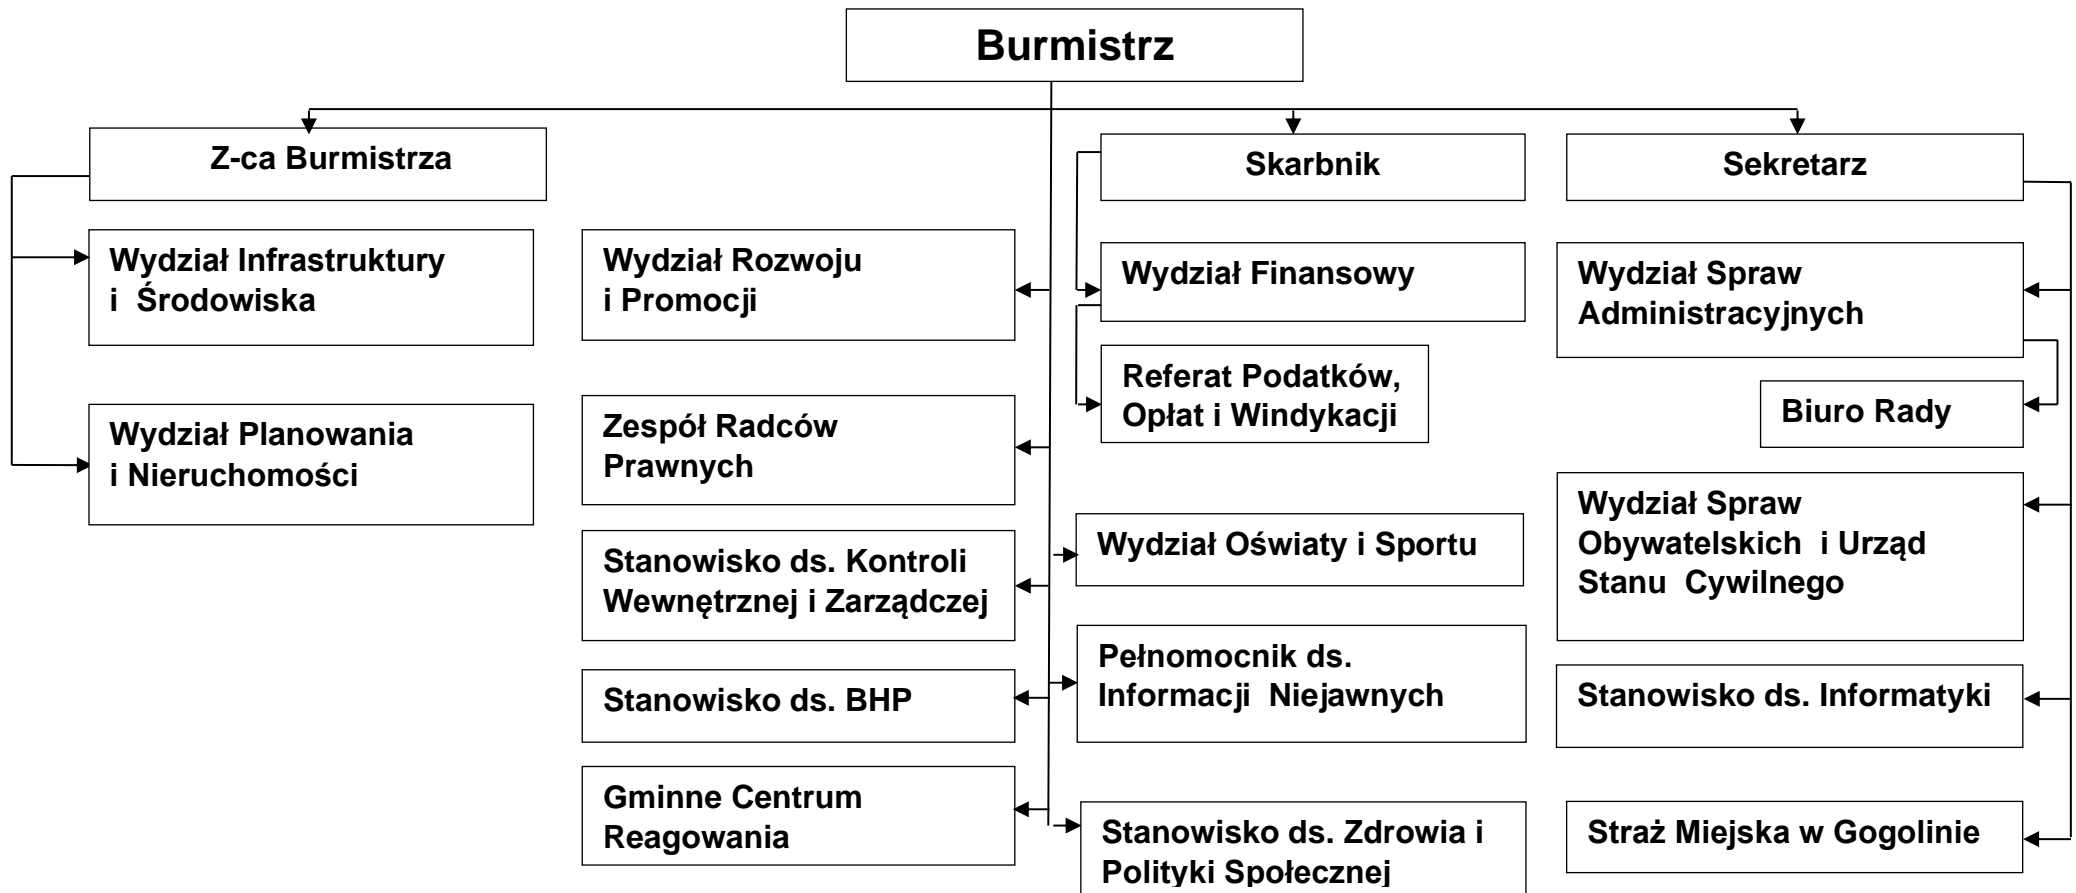 Burmistrz
Z-ca Burmistrza
Skarbnik
Sekretarz
Wydział Infrastruktury
i Środowiska
Wydział Planowania
i Nieruchomości
Wydział Rozwoju
i Promocji
Zespół Radców
Prawnych
Stanowisko ds. Kontroli
Wewnętrznej i Zarządczej
Stanowisko ds. BHP
Gminne Centrum
Reagowania
Wydział Finansowy
Referat Podatków,
Opłat i Windykacji
Wydział Oświaty i Sportu
Pełnomocnik ds.
Informacji Niejawnych
Stanowisko ds. Zdrowia i
Polityki Społecznej
Wydział Spraw
Administracyjnych
Biuro Rady
Wydział Spraw
Obywatelskich i Urząd
Stanu Cywilnego
Stanowisko ds. Informatyki
Straż Miejska w Gogolinie